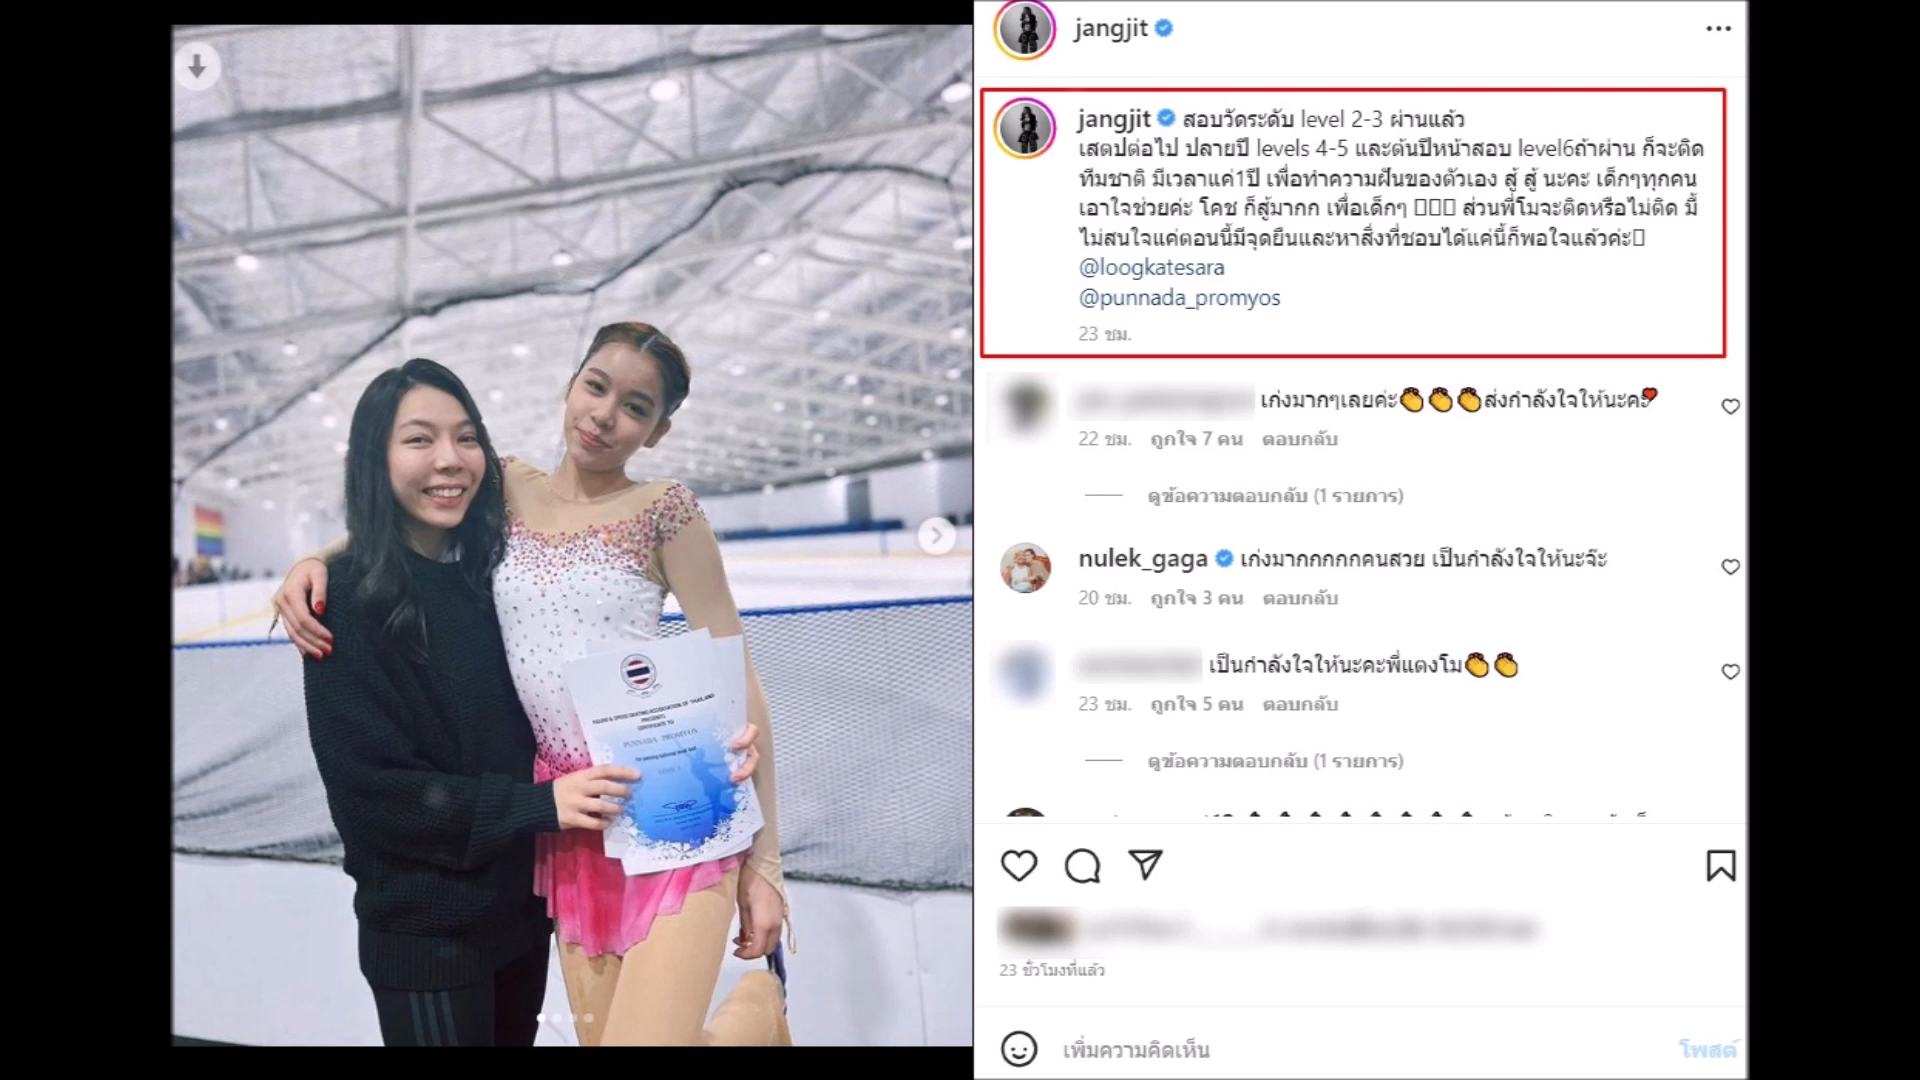 jangjit
jangjit สอบวัดระดับ level 2-3 ผ่านแล้ว
เสตปต่อไป ปลายปี levels 4-5 และต้นปีหน้าสอบ level6ถ้าผ่าน ก็จะติด
ทีมชาติ มีเวลาแค่1ปี เพื่อทำความฝันของตัวเอง สู้ สู้ นะคะ เด็กๆทุกคน
เอาใจช่วยค่ะ โคช ก็สู้มากก เพื่อเด็กๆ ส่วนพี่โมจะติดหรือไม่ติด มี้
ไม่สนใจแค่ตอนนี้มีจุดยืนและหาสิ่งที่ชอบได้แค่นี้ก็พอใจแล้วค่ะ
@loogkatesara
@punnada_promyos
23 ชม.
เก่งมากๆเลยค่ะ👏👏👏ส่งกำลังใจให้นะคะ❤
22 ชม. ถูกใจ 7 คน ตอบกลับ
ดูข้อความตอบกลับ (1 รายการ)
nulek_gaga เก่งมากกกกกคนสวย เป็นกำลังใจให้นะจ๊ะ
20 ชม. ถูกใจ 3 คน ตอบกลับ
เป็นกำลังใจให้นะคะพี่แตงโม👏👏
23 ชม. ถูกใจ 5 คน ตอบกลับ
ดูข้อความตอบกลับ (1 รายการ)
23 ชั่วโมงที่แล้ว
เพิ่มความคิดเห็น
โพสต์
FIGURE & SPEED SKATING ASSOCIATION OF THAILAND
PRESENTS
CERTIFICATE TO
PUNNADA PROMYOS
For passing national level test